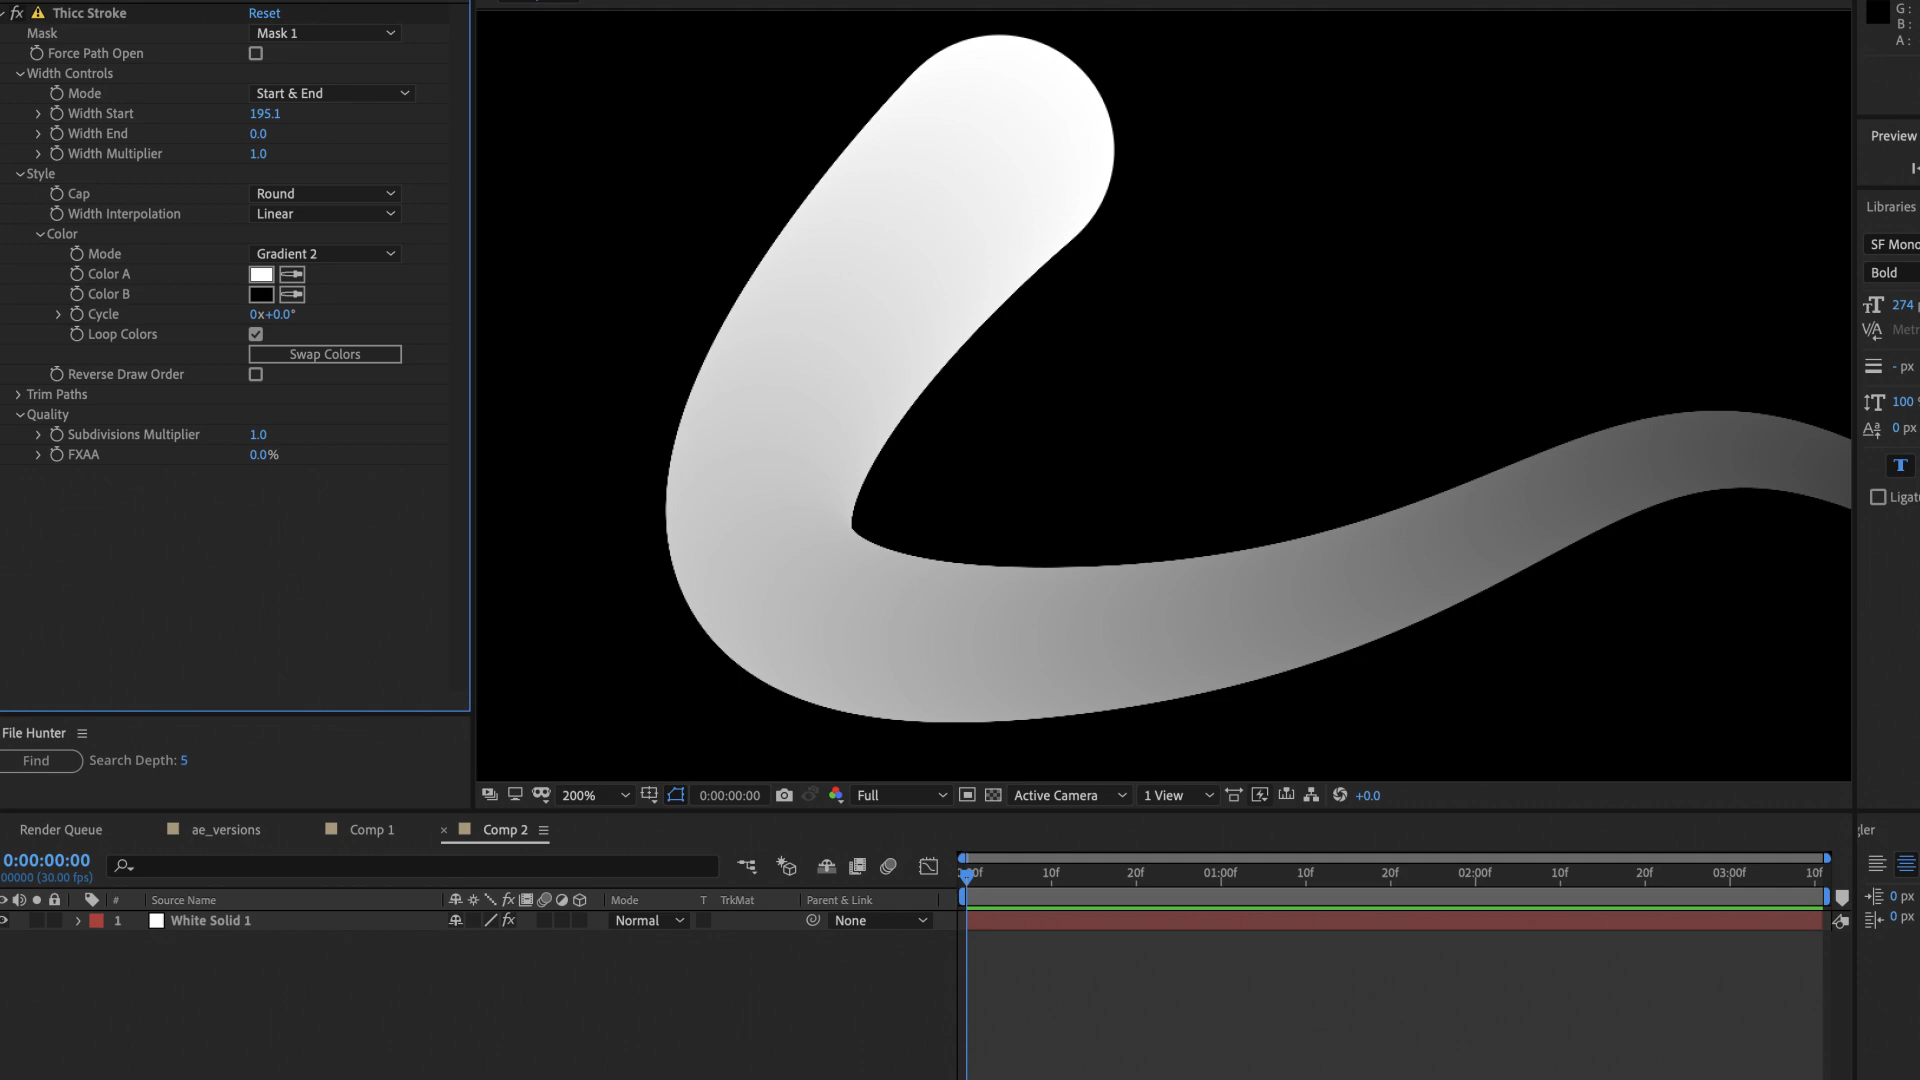 fx Thicc Stroke Reset
Mask Mask 1
Force Path Open
Width Controls
Mode Start & End
Width Start 195.1
Width End 0.0
Width Multiplier 1.0
Style
Cap Round
Width Interpolation Linear
Color
Mode Gradient 2
Color A
Color B
Cycle 0x+0.0°
Loop Colors
Swap Colors
Reverse Draw Order
Trim Paths
Quality
Subdivisions Multiplier 1.0
FXAA 0.0%
File Hunter
Find Search Depth: 5
G:
B:
A:
Preview
Libraries
SF Mono
Bold
274
Metr
- px
100
0 px
T
Ligat
200% 0:00:00:00 Full Active Camera 1 View +0.0
Render Queue ae_versions Comp 1 × Comp 2
0:00:00:00
00000 (30.00 fps)
10f 20f 01:00f 10f 20f 02:00f 10f 20f 03:00f 10f
# Source Name fx Mode T TrkMat Parent & Link
1 White Solid 1 fx Normal None
gler
0 px
0 px